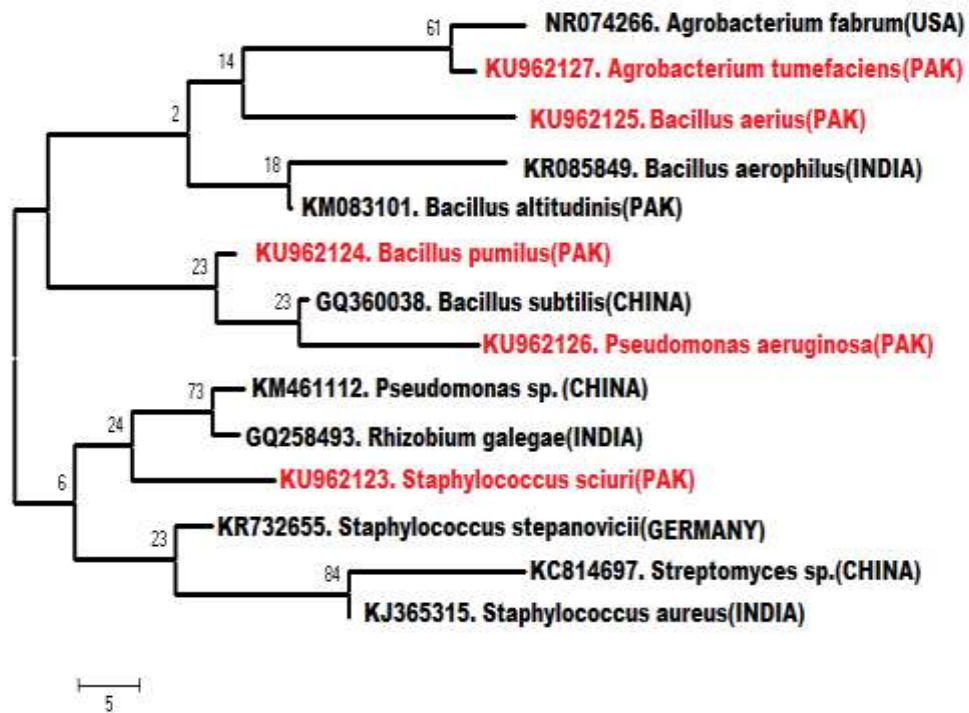 NR074266. Agrobacterium fabrum(USA)
61
KU962127. Agrobacterium tumefaciens(PAK)
14
KU962125. Bacillus aerius(PAK)
2
KR085849. Bacillus aerophilus(INDIA)
18
KM083101. Bacillus altitudinis(PAK)
KU962124. Bacillus pumilus(PAK)
23
GQ360038. Bacillus subtilis(CHINA)
23
KU962126. Pseudomonas aeruginosa(PAK)
KM461112. Pseudomonas sp. (CHINA)
73
GQ258493. Rhizobium galegae(INDIA)
24
KU962123. Staphylococcus sciuri(PAK)
6
KR732655. Staphylococcus stepanovicii(GERMANY)
23
KC814697. Streptomyces sp.(CHINA)
84
KJ365315. Staphylococcus aureus(INDIA)
5